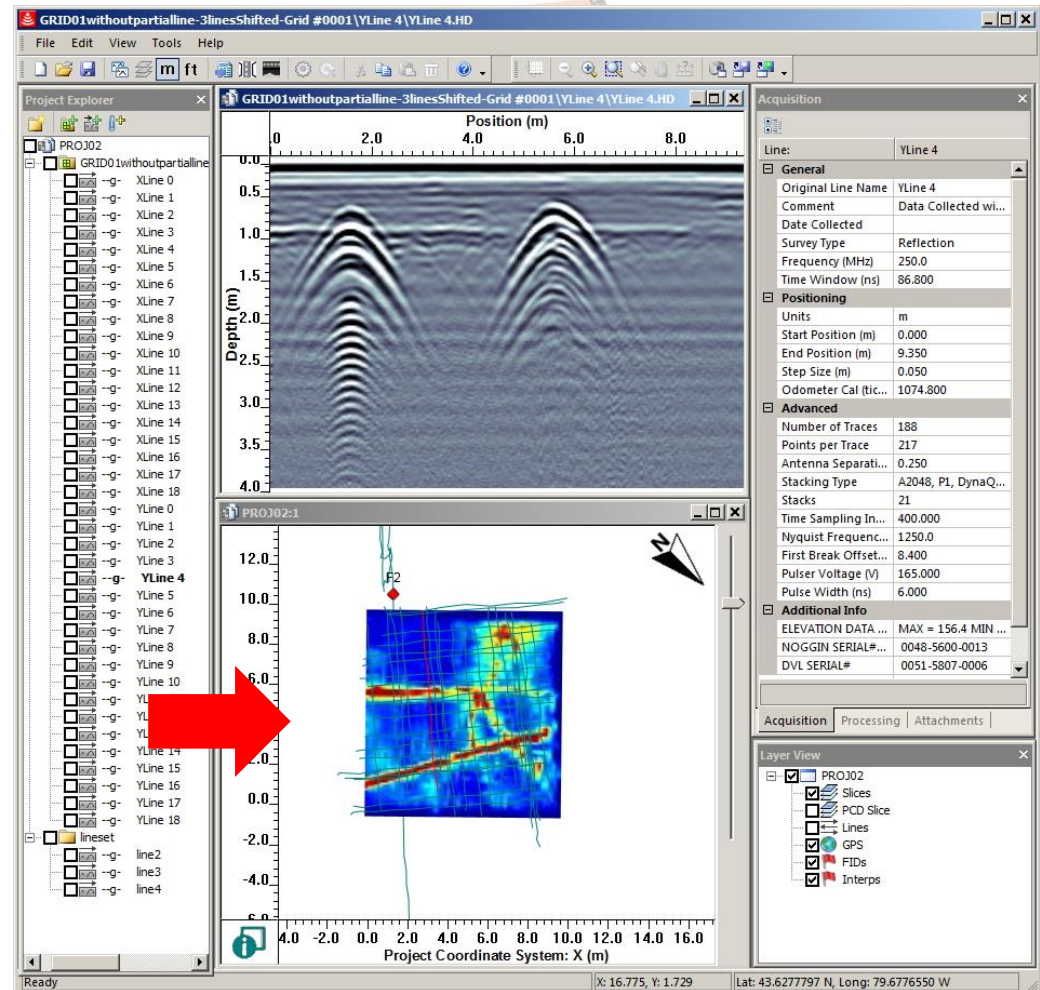 GRID01withoutpartialline-3linesShifted-Grid #0001\YLine 4\YLine 4.HD
File Edit View Tools Help
m ft
Project Explorer
PROJ02
GRID01withoutpartialline
--g- XLine 0
--g- XLine 1
--g- XLine 2
--g- XLine 3
--g- XLine 4
--g- XLine 5
--g- XLine 6
--g- XLine 7
--g- XLine 8
--g- XLine 9
--g- XLine 10
--g- XLine 11
--g- XLine 12
--g- XLine 13
--g- XLine 14
--g- XLine 15
--g- XLine 16
--g- XLine 17
--g- XLine 18
--g- YLine 0
--g- YLine 1
--g- YLine 2
--g- YLine 3
--g- YLine 4
--g- YLine 5
--g- YLine 6
--g- YLine 7
--g- YLine 8
--g- YLine 9
--g- YLine 10
--g- YL
--g- YL
--g- YL
--g- YLine 14
--g- YLine 15
--g- YLine 16
--g- YLine 17
--g- YLine 18
lineset
--g- line2
--g- line3
--g- line4
GRID01withoutpartialline-3linesShifted-Grid #0001\YLine 4\YLine 4.HD
Position (m)
.0 2.0 4.0 6.0 8.0
Depth (m)
0.0
0.5
1.0
1.5
2.0
2.5
3.0
3.5
4.0
PROJ02:1
N
F2
12.0
10.0
8.0
6.0
2.0
0.0
-2.0
-4.0
-6.0
4.0 -2.0 0.0 2.0 4.0 6.0 8.0 10.0 12.0 14.0 16.0
Project Coordinate System: X (m)
Acquisition
Line: YLine 4
General
Original Line Name YLine 4
Comment Data Collected wi...
Date Collected
Survey Type Reflection
Frequency (MHz) 250.0
Time Window (ns) 86.800
Positioning
Units m
Start Position (m) 0.000
End Position (m) 9.350
Step Size (m) 0.050
Odometer Cal (tic... 1074.800
Advanced
Number of Traces 188
Points per Trace 217
Antenna Separati... 0.250
Stacking Type A2048, P1, DynaQ...
Stacks 21
Time Sampling In... 400.000
Nyquist Frequenc... 1250.0
First Break Offset... 8.400
Pulser Voltage (V) 165.000
Pulse Width (ns) 6.000
Additional Info
ELEVATION DATA ... MAX = 156.4 MIN ...
NOGGIN SERIAL#... 0048-5600-0013
DVL SERIAL# 0051-5807-0006
Acquisition Processing Attachments
Layer View
PROJ02
Slices
PCD Slice
Lines
GPS
FIDs
Interps
Ready
X: 16.775, Y: 1.729
Lat: 43.6277797 N, Long: 79.6776550 W